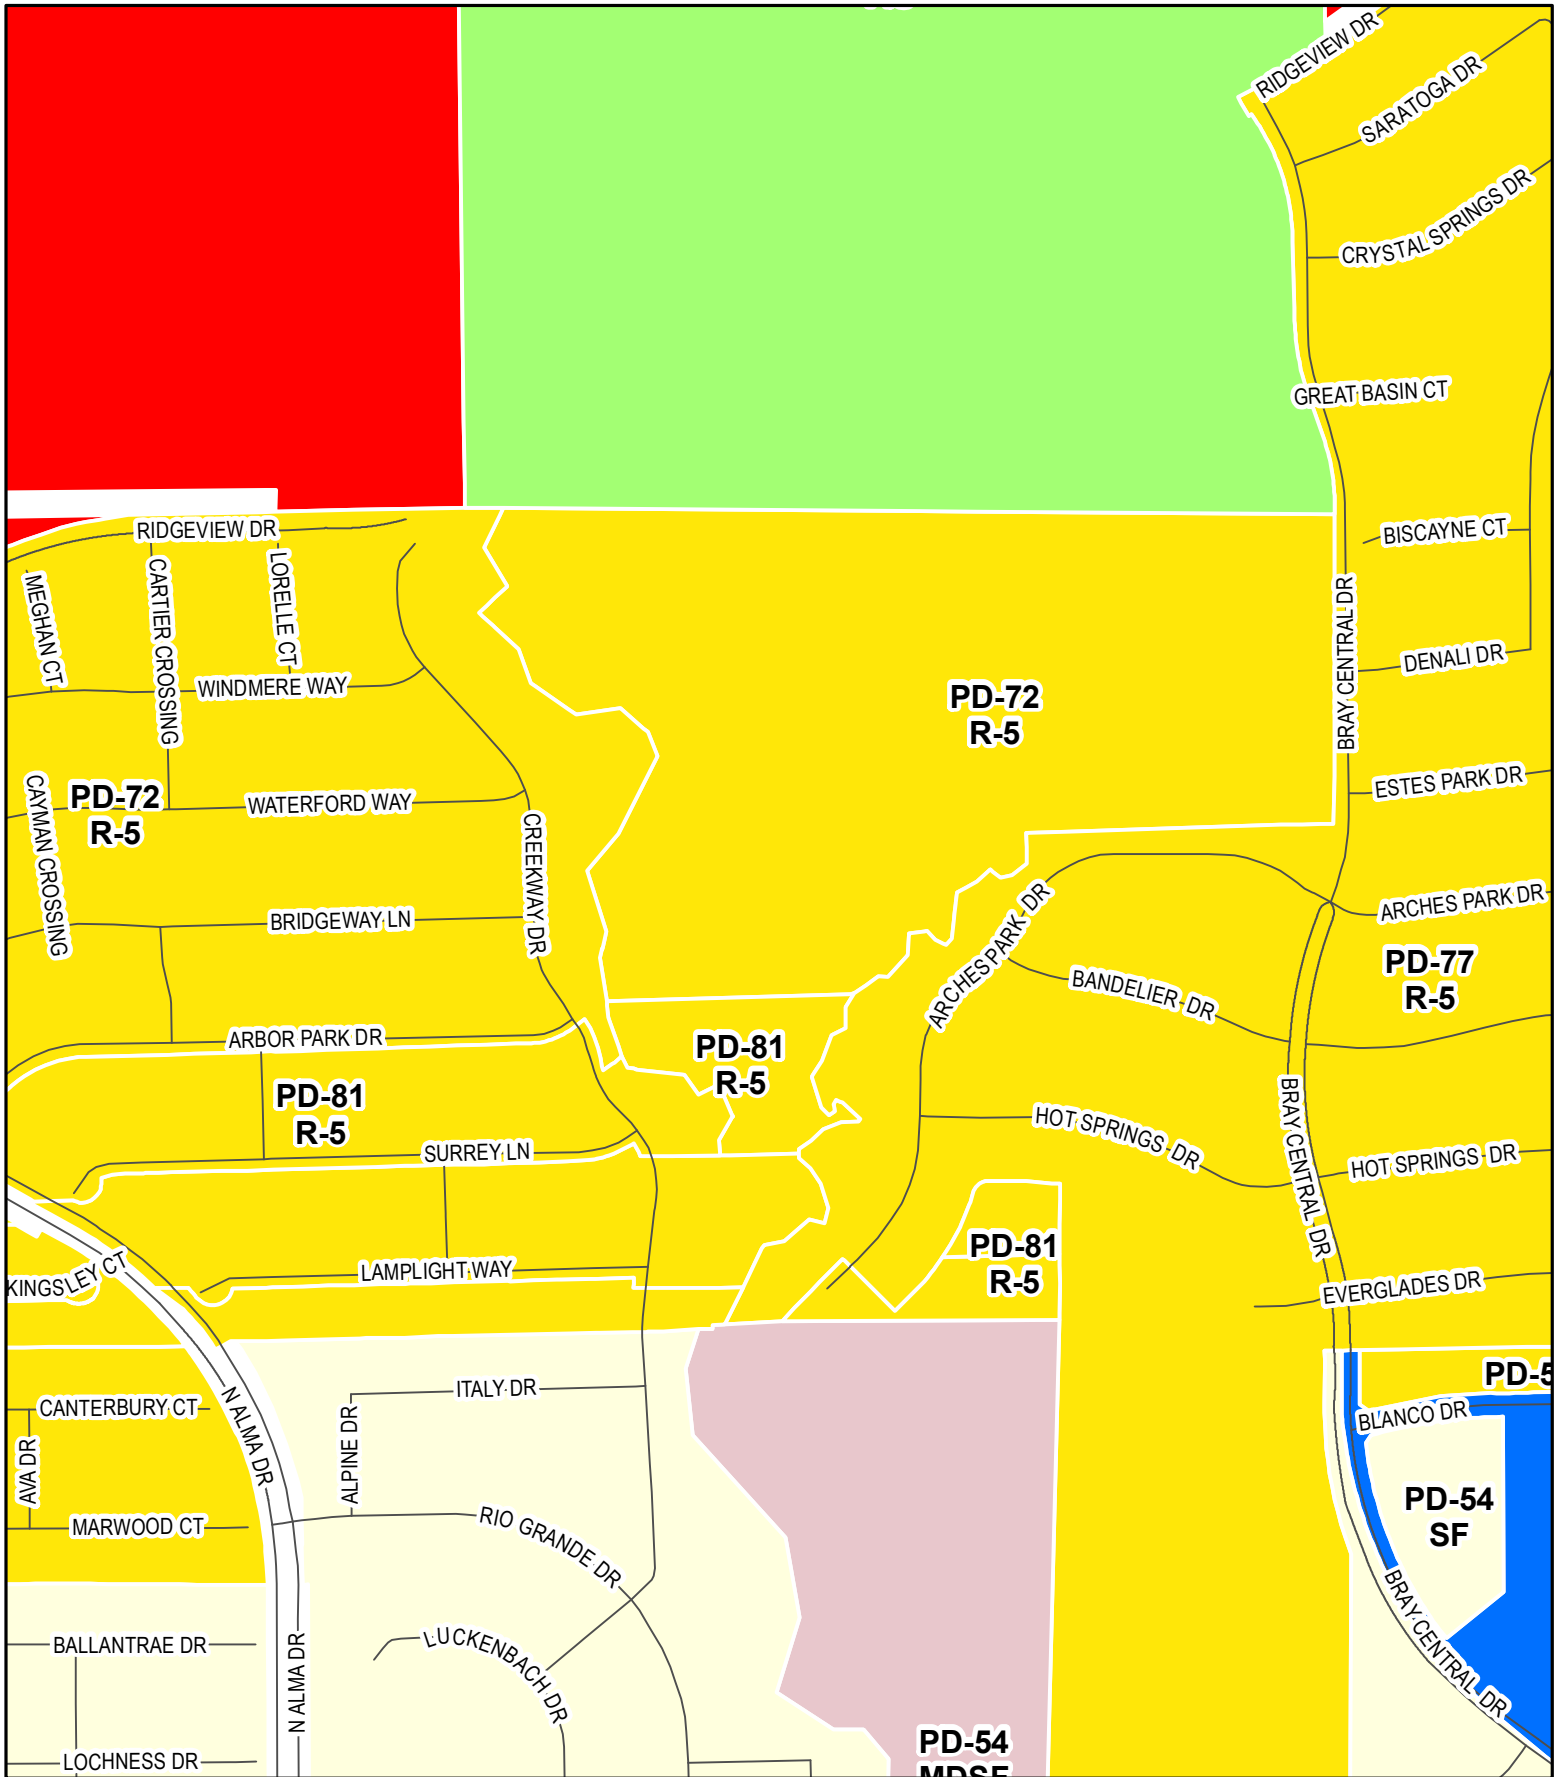 RIDGEVIEW DR
SARATOGA DR
CRYSTAL SPRINGS DR
GREAT BASIN CT
RIDGEVIEW DR
BISCAYNE CT
MEGHAN CT
CARTIER CROSSING
LORELLE CT
BRAY CENTRAL DR
DENALI DR
WINDMERE WAY
PD-72
R-5
ESTES PARK DR
CAYMAN CROSSING
PD-72
R-5
WATERFORD WAY
CREEKWAY DR
ARCHES PARK DR
ARCHES PARK DR
BRIDGEWAY LN
PD-77
R-5
BANDELIER DR
ARBOR PARK DR
PD-81
R-5
PD-81
R-5
BRAY CENTRAL DR
HOT SPRINGS DR
SURREY LN
HOT SPRINGS DR
PD-81
R-5
KINGSLEY CT
LAMPLIGHT WAY
EVERGLADES DR
PD-5
ITALY DR
CANTERBURY CT
N ALMA DR
BLANCO DR
AVA DR
ALPINE DR
PD-54
SF
MARWOOD CT
RIO GRANDE DR
BRAY CENTRAL DR
BALLANTRAE DR
N ALMA DR
LUCKENBACH DR
LOCHNESS DR
PD-54
MDSF